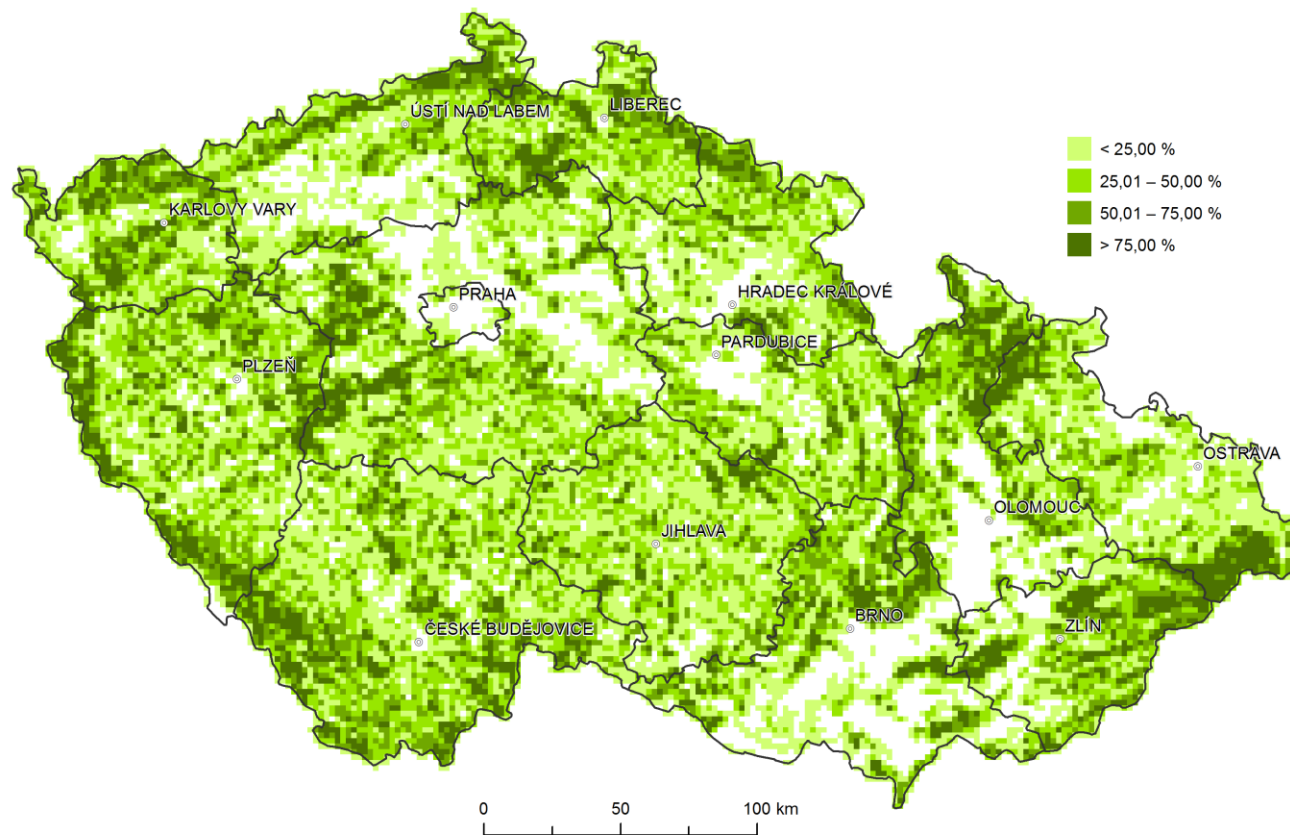 ÚSTÍ NAD LABEM
LIBEREC
< 25,00 %
25,01 – 50,00 %
50,01 – 75,00 %
> 75,00 %
KARLOVY VARY
PRAHA
HRADEC KRÁLOVÉ
PARDUBICE
PLZEŇ
OSTRAVA
OLOMOUC
JIHLAVA
BRNO
ČESKÉ BUDĚJOVICE
ZLÍN
0 50 100 km